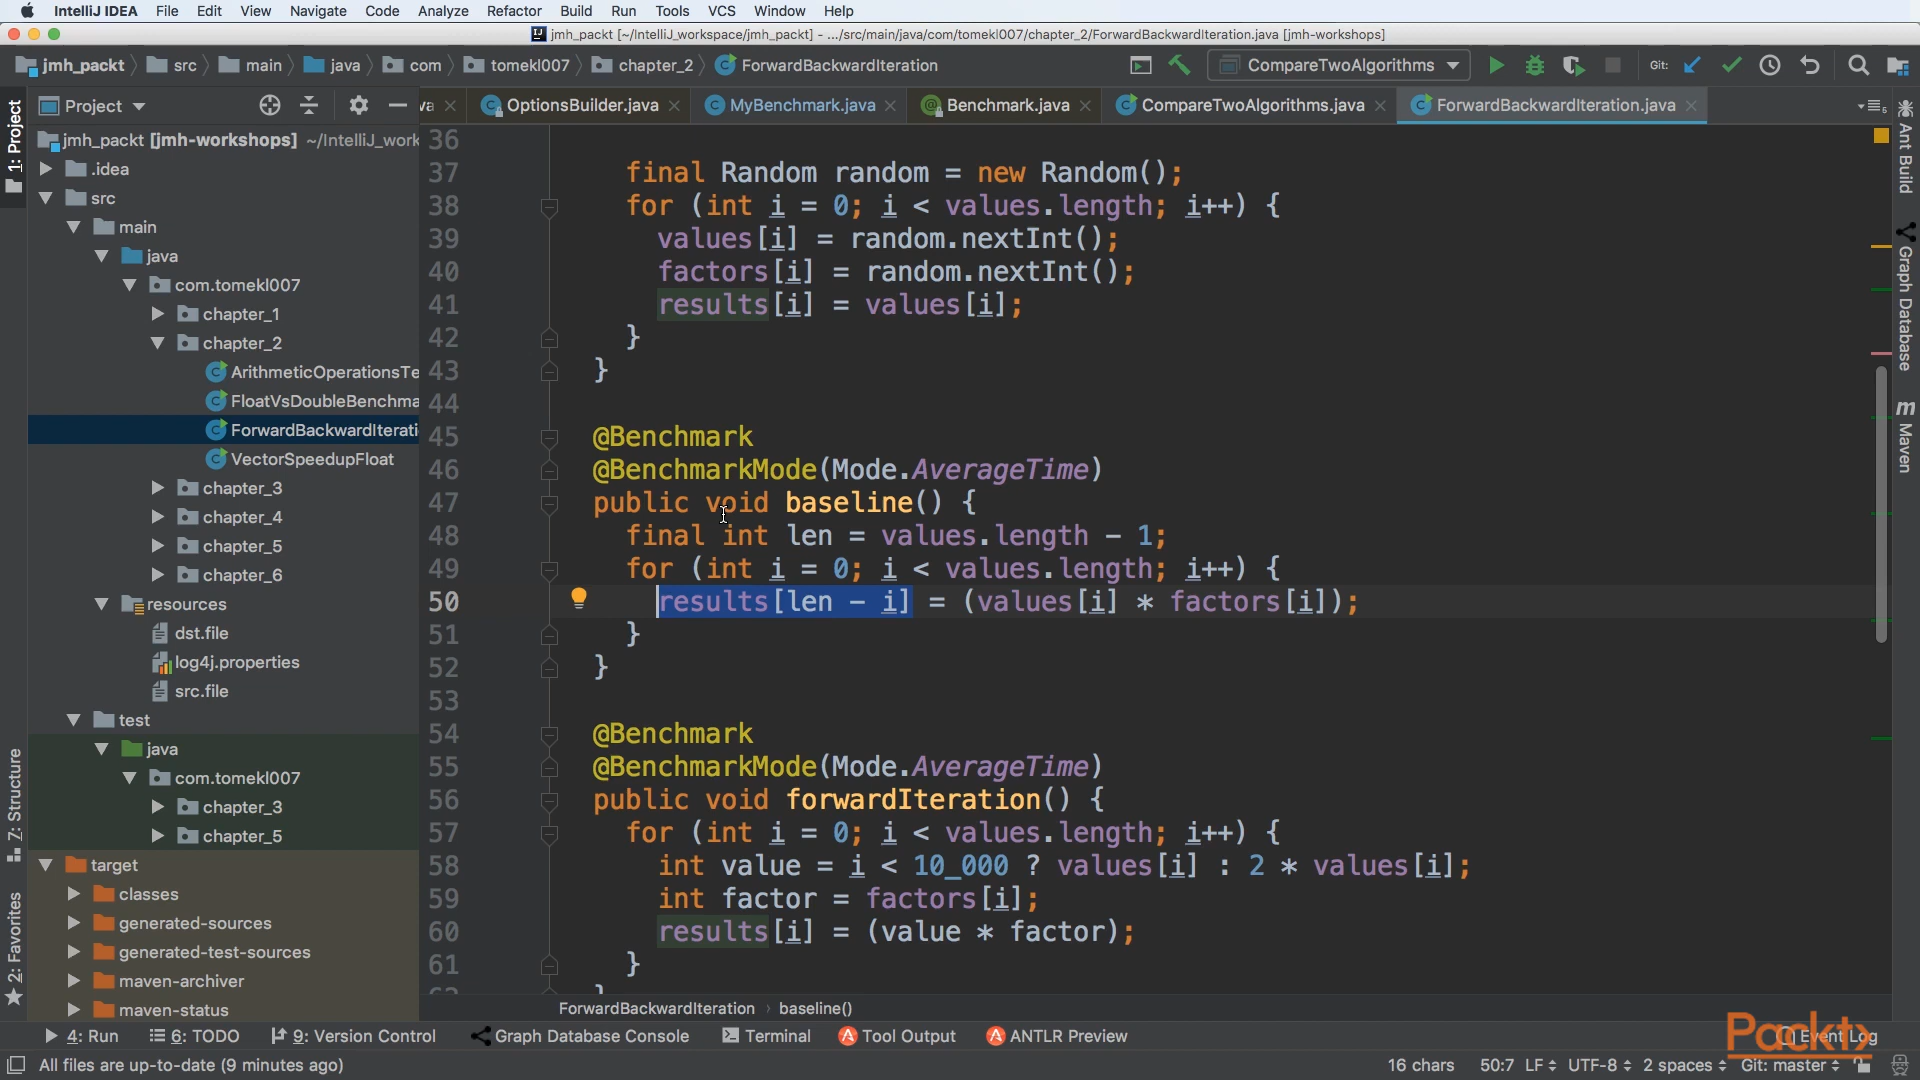 IntelliJ IDEA File Edit View Navigate Code Analyze Refactor Build Run Tools VCS Window Help
jmh_packt [~/IntelliJ_workspace/jmh_packt] - .../src/main/java/com/tomekl007/chapter_2/ForwardBackwardIteration.java [jmh-workshops]
jmh_packt src main java com tomekl007 chapter_2 ForwardBackwardIteration CompareTwoAlgorithms Git:
Project va OptionsBuilder.java MyBenchmark.java Benchmark.java CompareTwoAlgorithms.java ForwardBackwardIteration.java
1: Project
Z: Structure
2: Favorites
jmh_packt [jmh-workshops] ~/IntelliJ_work
.idea
src
main
java
com.tomekl007
chapter_1
chapter_2
ArithmeticOperationsTe
FloatVsDoubleBenchma
ForwardBackwardIterati
VectorSpeedupFloat
chapter_3
chapter_4
chapter_5
chapter_6
resources
dst.file
log4j.properties
src.file
test
java
com.tomekl007
chapter_3
chapter_5
target
classes
generated-sources
generated-test-sources
maven-archiver
maven-status
36
37 final Random random = new Random();
38 for (int i = 0; i < values.length; i++) {
39 values[i] = random.nextInt();
40 factors[i] = random.nextInt();
41 results[i] = values[i];
42 }
43 }
44
45 @Benchmark
46 @BenchmarkMode(Mode.AverageTime)
47 public void baseline() {
48 final int len = values.length - 1;
49 for (int i = 0; i < values.length; i++) {
50 results[len - i] = (values[i] * factors[i]);
51 }
52 }
53
54 @Benchmark
55 @BenchmarkMode(Mode.AverageTime)
56 public void forwardIteration() {
57 for (int i = 0; i < values.length; i++) {
58 int value = i < 10_000 ? values[i] : 2 * values[i];
59 int factor = factors[i];
60 results[i] = (value * factor);
61 }
Ant Build
Graph Database
Maven
ForwardBackwardIteration baseline()
4: Run 6: TODO 9: Version Control Graph Database Console Terminal Tool Output ANTLR Preview Event Log
Packt
All files are up-to-date (9 minutes ago) 16 chars 50:7 LF UTF-8 2 spaces Git: master